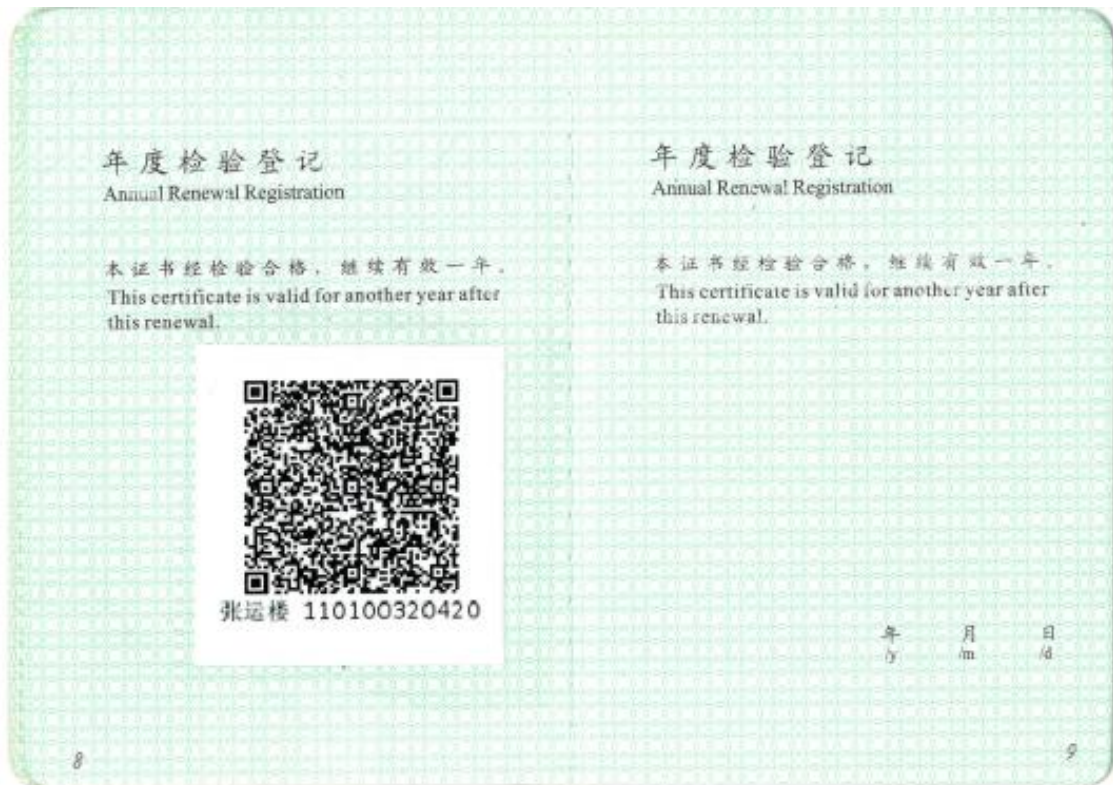 年度检验登记
Annual Renewal Registration
本证书经检验合格，继续有效一年。
This certificate is valid for another year after
this renewal.
张运楼 110100320420
8
年度检验登记
Annual Renewal Registration
本证书经检验合格，继续有效一年。
This certificate is valid for another year after
this renewal.
年 月 日
/y /m /d
9